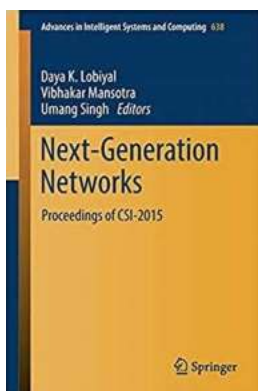 Advances in Intelligent Systems and Computing 638
Daya K. Lobiyal
Vibhakar Mansotra
Umang Singh Editors
Next-Generation
Networks
Proceedings of CSI-2015
Springer